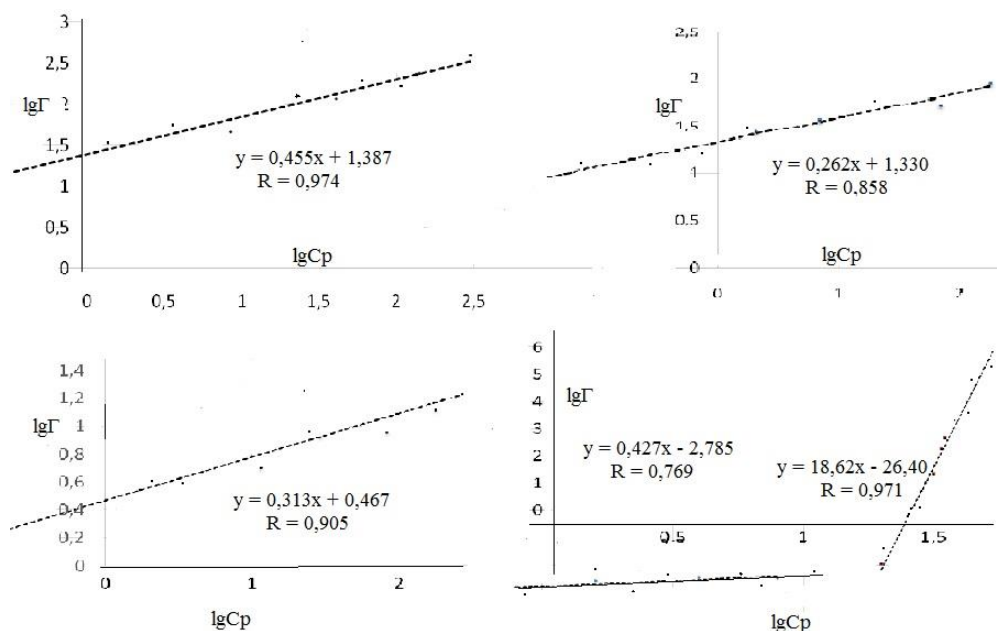 3
2,5
lgΓ 2
1,5
y = 0,455x + 1,387
R = 0,974
1
0,5
lgCp
0
0 0,5 1 1,5 2 2,5
2,5
2
lgΓ
1,5
y = 0,262x + 1,330
R = 0,858
1
0,5
lgCp
0
0 1 2
1,4
1,2
lgΓ 1
0,8
0,6
y = 0,313x + 0,467
R = 0,905
0,4
0,2
0
0 1 2
lgCp
6
5
lgΓ
4
3
2
y = 0,427x - 2,785
R = 0,769
y = 18,62x - 26,40
R = 0,971
1
0
0,5 1 1,5
lgCp